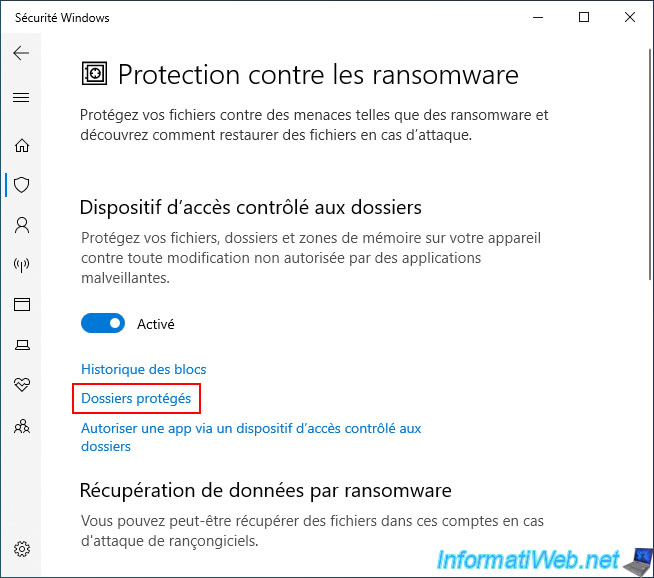 Sécurité Windows
Protection contre les ransomware
Protégez vos fichiers contre des menaces telles que des ransomware et
découvrez comment restaurer des fichiers en cas d’attaque.
Dispositif d’accès contrôlé aux dossiers
Protégez vos fichiers, dossiers et zones de mémoire sur votre appareil
contre toute modification non autorisée par des applications
malveillantes.
Activé
Historique des blocs
Dossiers protégés
Autoriser une app via un dispositif d’accès contrôlé aux
dossiers
Récupération de données par ransomware
Vous pouvez peut-être récupérer des fichiers dans ces comptes en cas
d'attaque de rançongiciels.
InformatiWeb.net